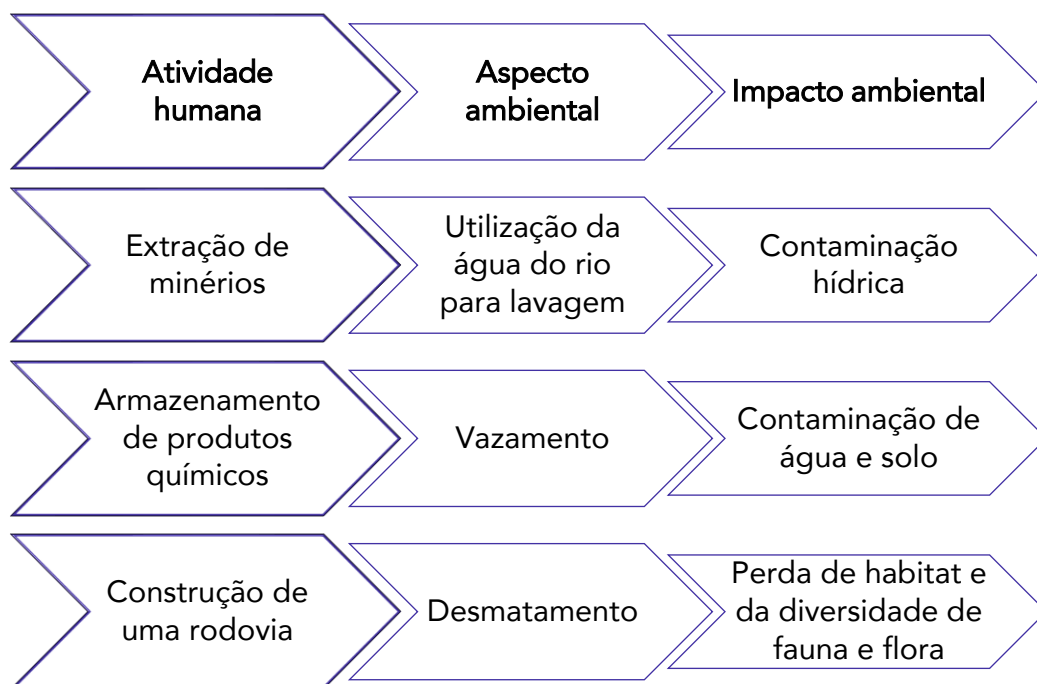 Atividade
humana
Aspecto
ambiental
Impacto ambiental
Extração de
minérios
Utilização da
água do rio
para lavagem
Contaminação
hídrica
Armazenamento
de produtos
químicos
Vazamento
Contaminação de
água e solo
Construção de
uma rodovia
Desmatamento
Perda de habitat e
da diversidade de
fauna e flora